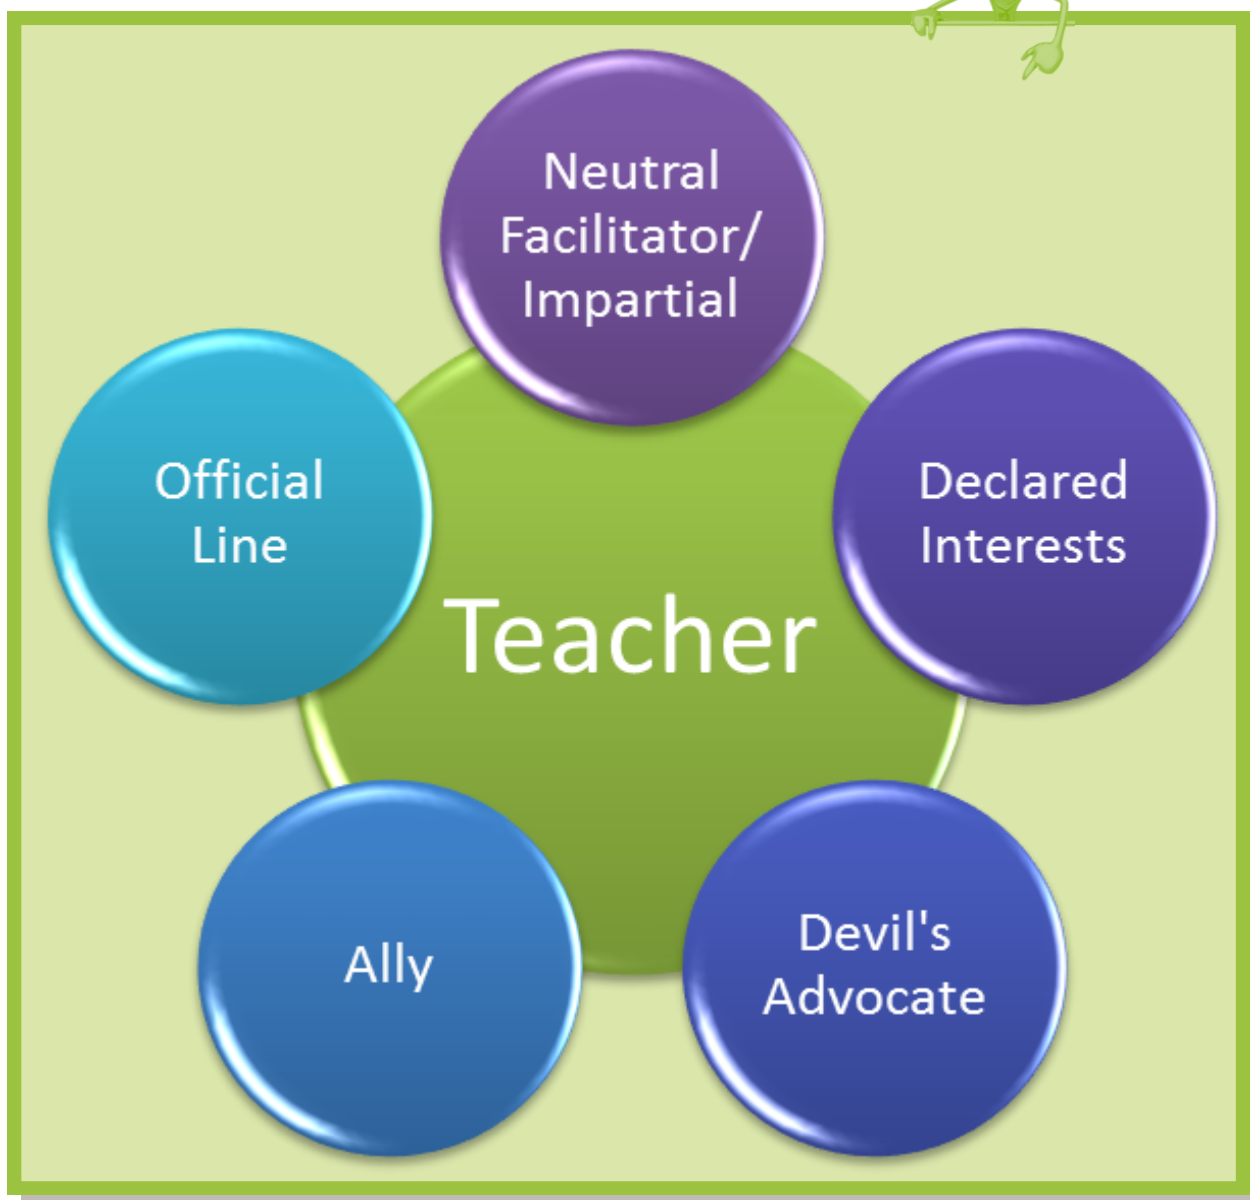 Neutral
Facilitator/
Impartial
Official
Line
Declared
Interests
Teacher
Ally
Devil's
Advocate